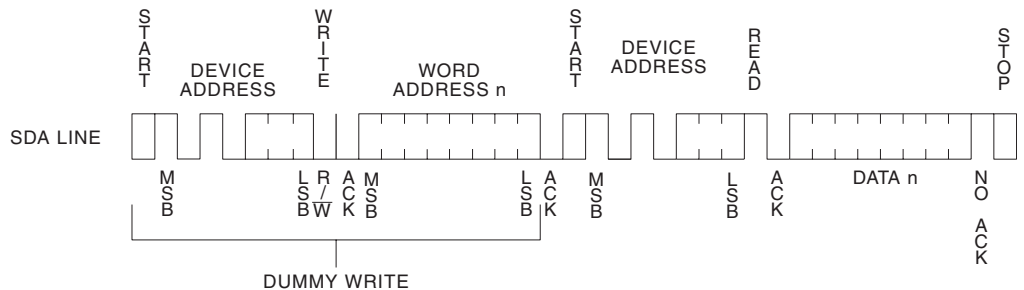 START
WRITE
START
READ
STOP
DEVICE
ADDRESS
WORD
ADDRESS n
DEVICE
ADDRESS
SDA LINE
MSB
LSB
R/W
ACK
MSB
LSB
ACK
MSB
LSB
ACK
DATA n
NO ACK
DUMMY WRITE